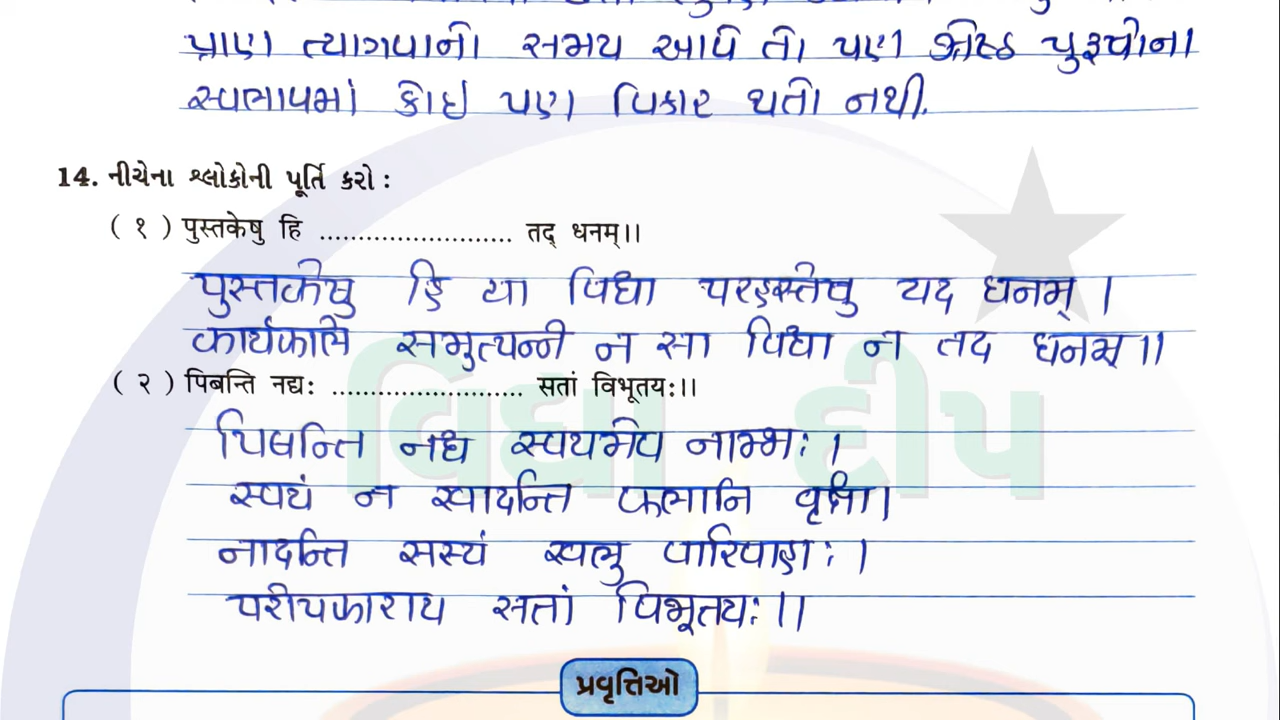 પ્રાણ ત્યાગવાનો સમય આવે તો પણ શ્રેષ્ઠ પુરૂષોના
સ્વભાવમાં કોઈ પણ વિકાર થતો નથી.
14. નીચેના શ્લોકોની પૂર્તિ કરો :
( १ ) पुस्तकेषु हि ......................... तद् धनम्।।
पुस्तकेषु हि या विद्या परहस्तेषु यद धनम् ।
कार्यकाले समुत्पन्ने न सा विद्या न तद धनम्।।
( २ ) पिबन्ति नद्यः ......................... सतां विभूतयः।।
पिबन्ति नद्य स्वयमेव नाम्भः ।
स्वयं न खादन्ति फलानि वृक्षा।
नादन्ति सस्यं खलु वारिवाहाः ।
परोपकाराय सतां विभूतयः ।।
વિદ્યા દીપ
પ્રવૃત્તિઓ